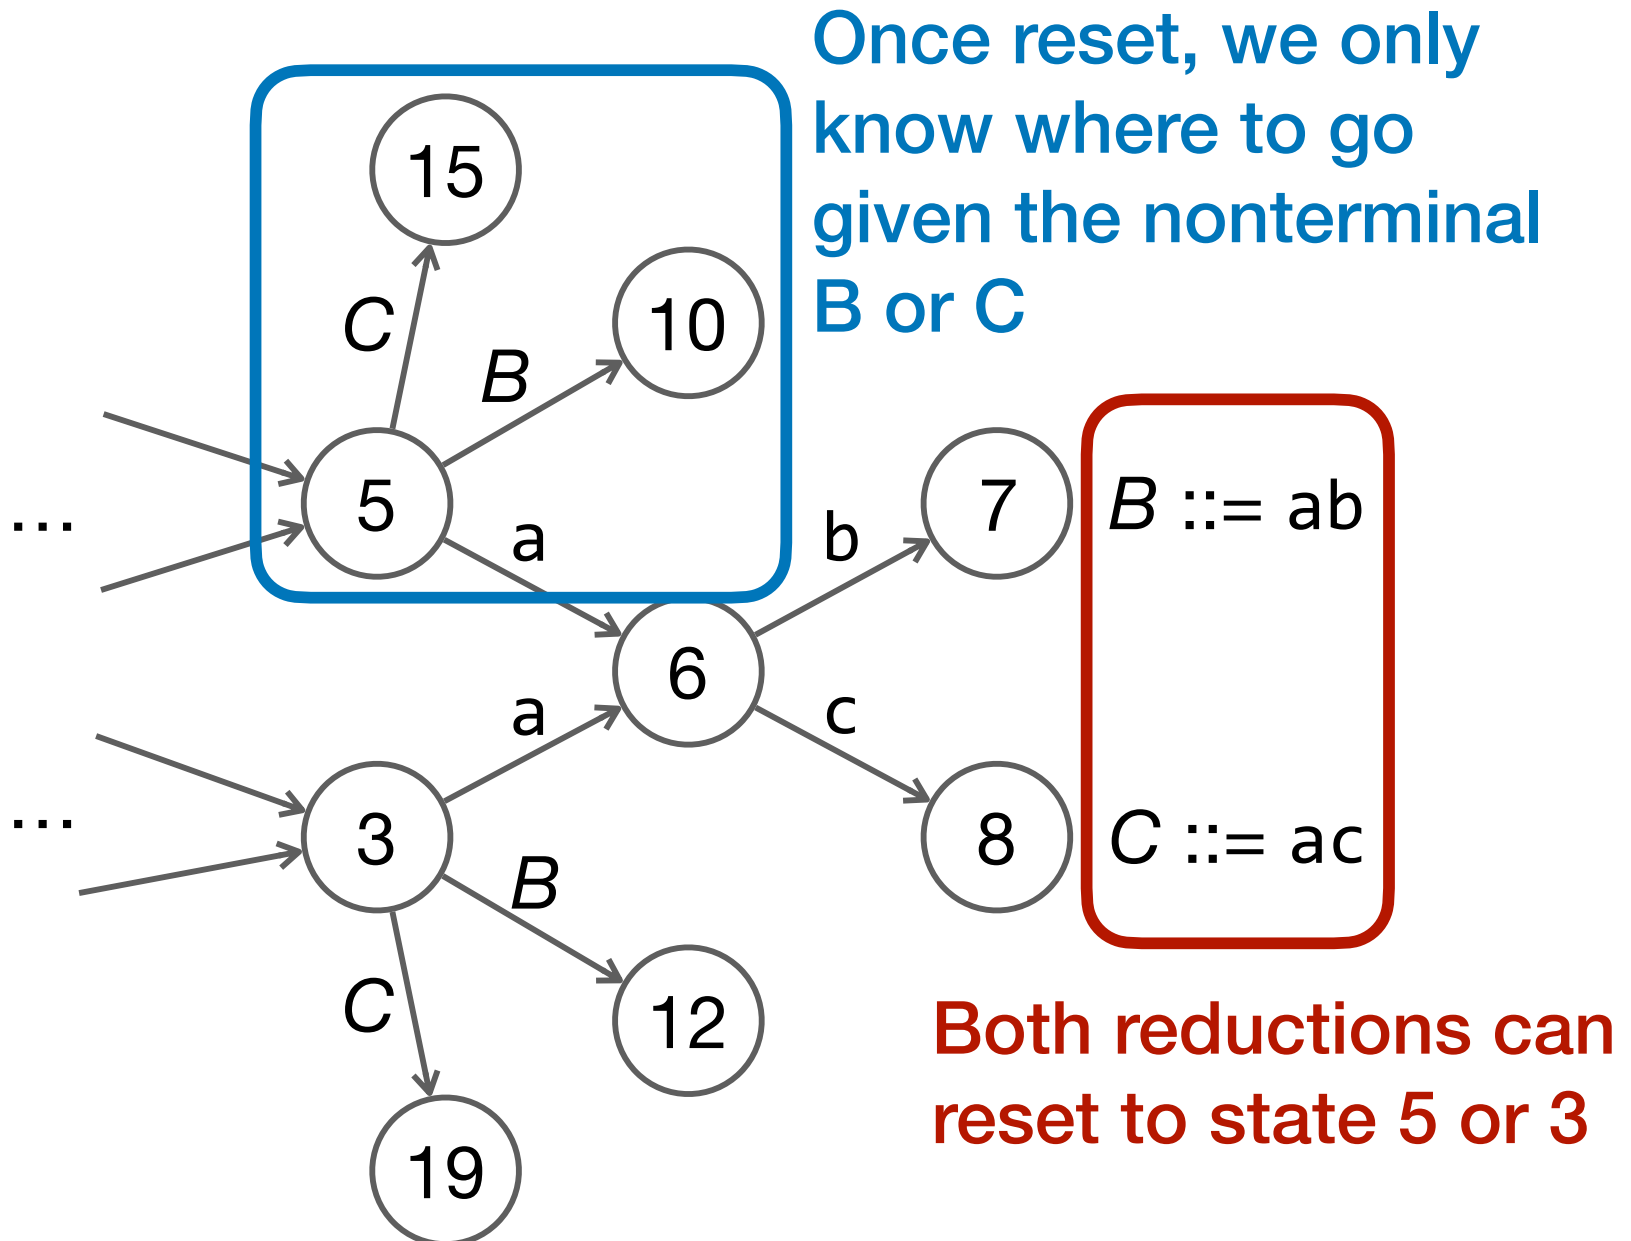 Once reset, we only
know where to go
given the nonterminal
B or C
15
10
C
B
...
5
a
b
7
B ::= ab
6
a
c
...
3
8
C ::= ac
B
C
12
19
Both reductions can
reset to state 5 or 3